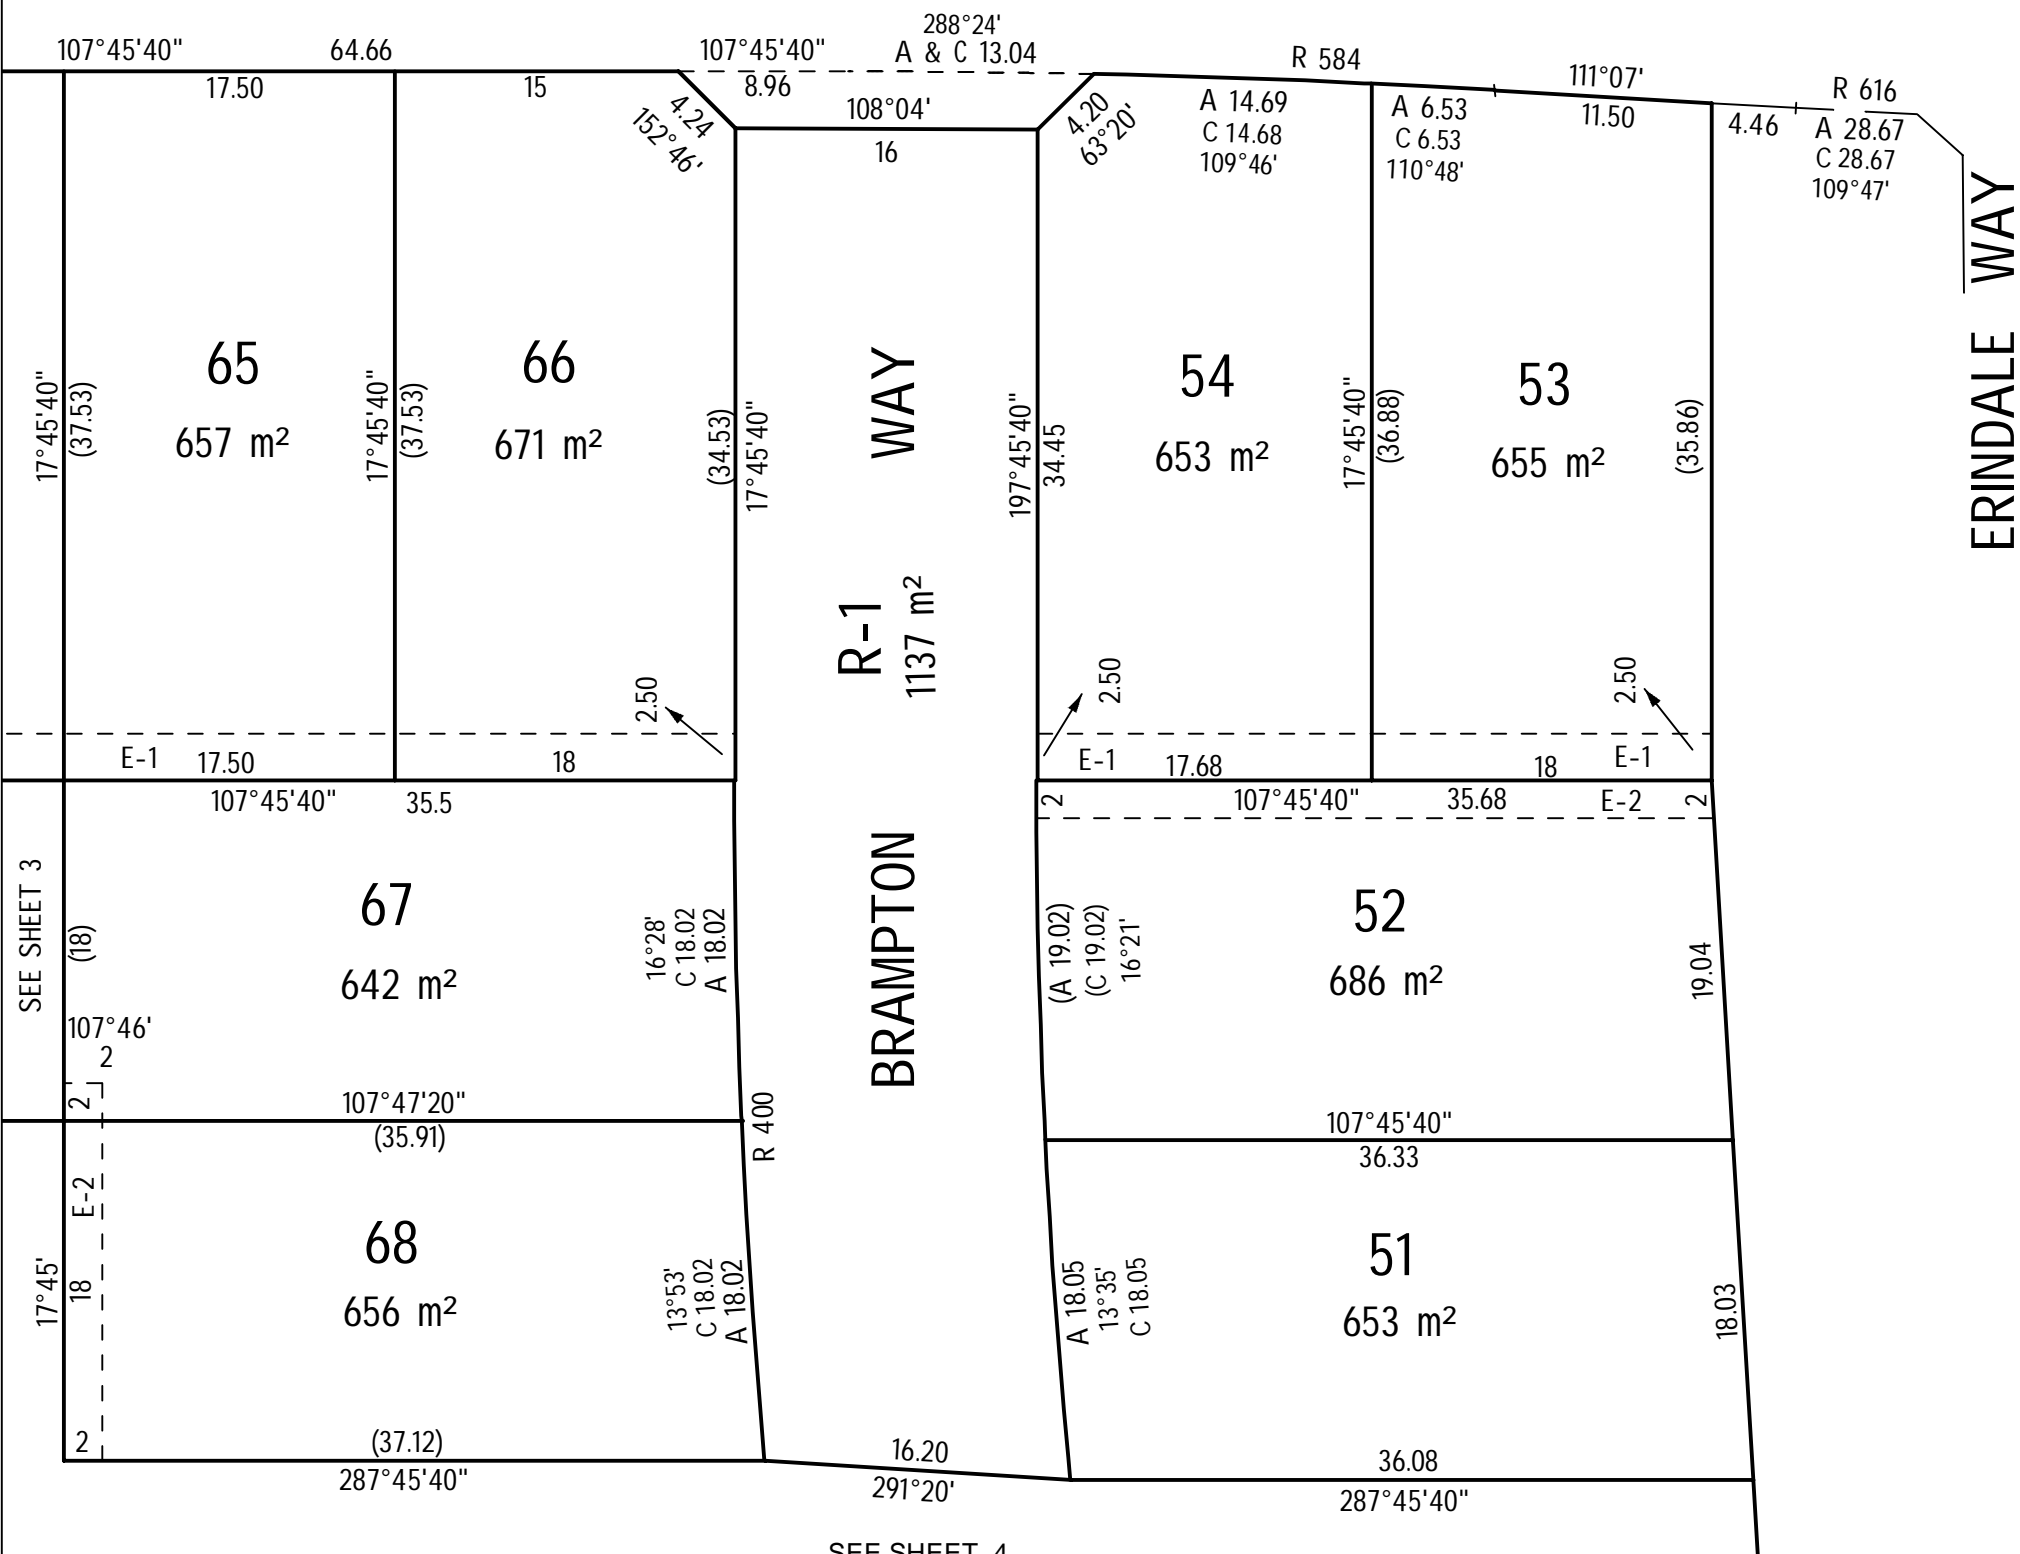 288°24'
107°45'40" 64.66 107°45'40" A & C 13.04 R 584
17.50 15 8.96 111°07' R 616
4.24
152°46'
108°04'
16
4.20
63°20'
A 14.69
C 14.68
109°46'
A 6.53
C 6.53
110°48'
11.50
4.46
A 28.67
C 28.67
109°47'
ERINDALE WAY
17°45'40"
(37.53)
65
657 m²
17°45'40"
(37.53)
66
671 m²
(34.53)
17°45'40"
BRAMPTON WAY
R-1
1137 m²
197°45'40"
34.45
54
653 m²
17°45'40"
(36.88)
53
655 m²
(35.86)
2.50
2.50
2.50
E-1 17.50 18
E-1 17.68 18 E-1
107°45'40" 35.5
2 107°45'40" 35.68 E-2 2
SEE SHEET 3
(18)
67
642 m²
16°28'
C 18.02
A 18.02
(A 19.02)
(C 19.02)
16°21'
52
686 m²
19.04
107°46'
2
2
107°47'20"
(35.91)
R 400
107°45'40"
36.33
E-2
17°45'
18
68
656 m²
13°53'
C 18.02
A 18.02
A 18.05
13°35'
C 18.05
51
653 m²
18.03
2 (37.12)
287°45'40"
16.20
291°20'
36.08
287°45'40"
SEE SHEET 4